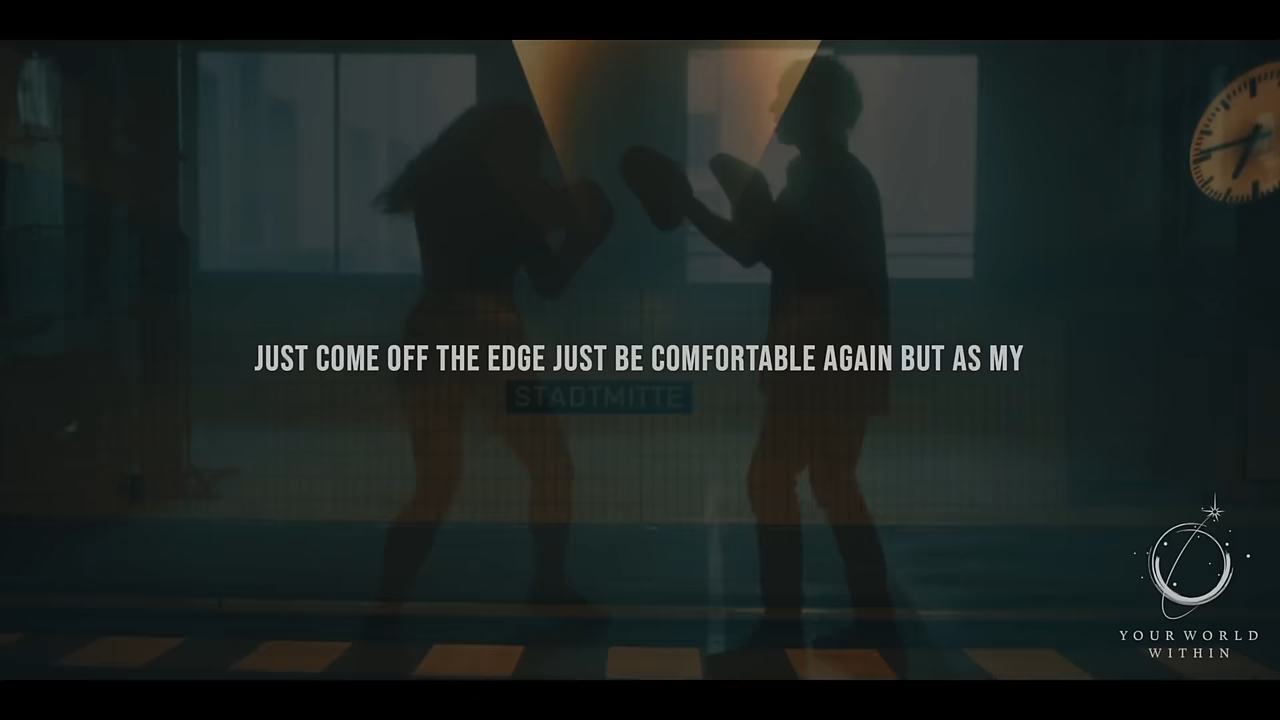 JUST COME OFF THE EDGE JUST BE COMFORTABLE AGAIN BUT AS MY
STADTMITTE
YOUR WORLD
WITHIN